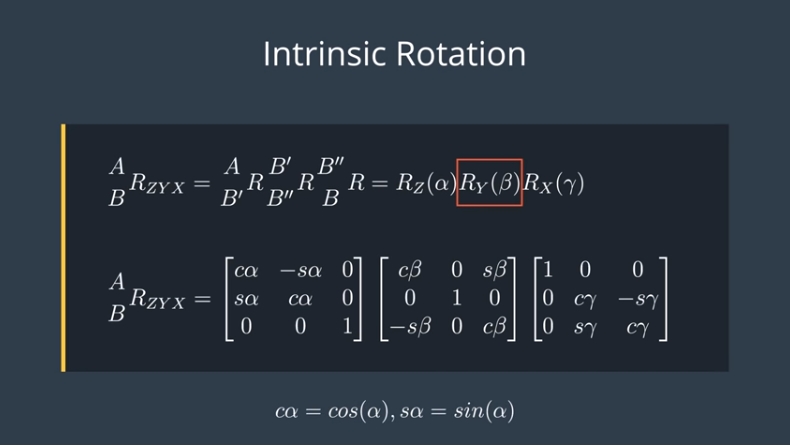 Intrinsic Rotation
$^{A}_{B}R_{ZYX} = {}^{A}_{B'}R\,{}^{B'}_{B''}R\,{}^{B''}_{B}R = R_Z(\alpha)R_Y(\beta)R_X(\gamma)$
$^{A}_{B}R_{ZYX} = \begin{bmatrix} c\alpha & -s\alpha & 0 \\ s\alpha & c\alpha & 0 \\ 0 & 0 & 1 \end{bmatrix} \begin{bmatrix} c\beta & 0 & s\beta \\ 0 & 1 & 0 \\ -s\beta & 0 & c\beta \end{bmatrix} \begin{bmatrix} 1 & 0 & 0 \\ 0 & c\gamma & -s\gamma \\ 0 & s\gamma & c\gamma \end{bmatrix}$
$c\alpha = cos(\alpha), s\alpha = sin(\alpha)$